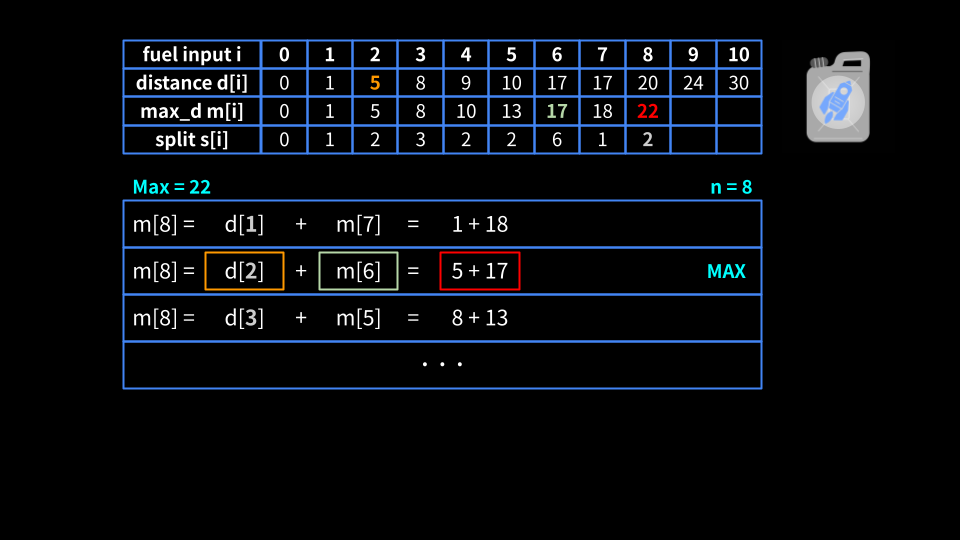 fuel input i 0 1 2 3 4 5 6 7 8 9 10
distance d[i] 0 1 5 8 9 10 17 17 20 24 30
max_d m[i] 0 1 5 8 10 13 17 18 22
split s[i] 0 1 2 3 2 2 6 1 2
Max = 22 n = 8
m[8] = d[1] + m[7] = 1 + 18
m[8] = d[2] + m[6] = 5 + 17 MAX
m[8] = d[3] + m[5] = 8 + 13
. . .